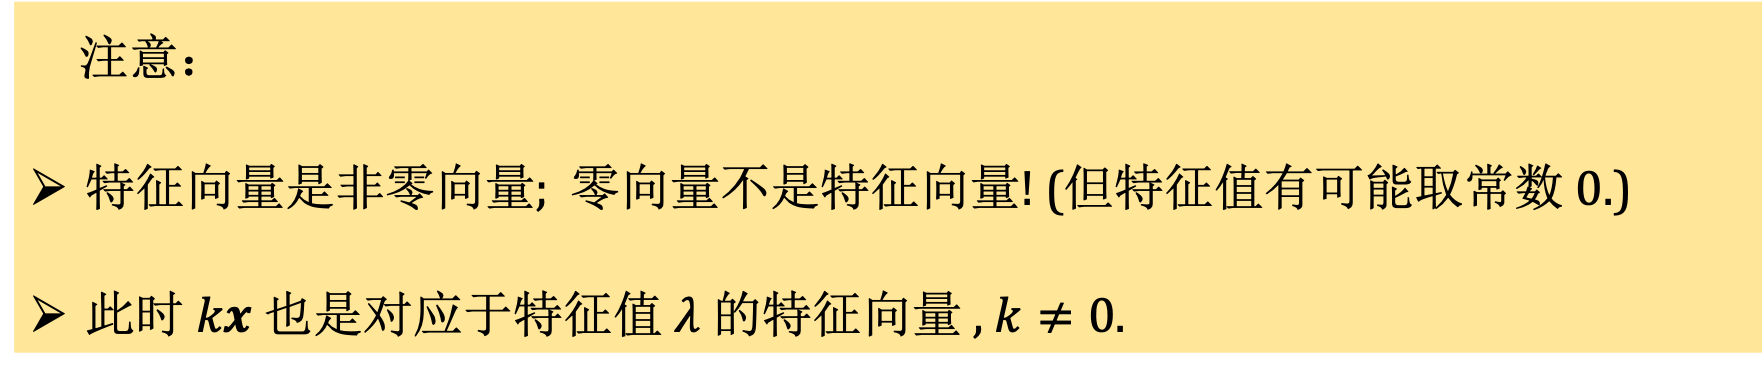 注意：
➢ 特征向量是非零向量; 零向量不是特征向量! (但特征值有可能取常数 0.)
➢ 此时 kx 也是对应于特征值 λ 的特征向量 , k ≠ 0.